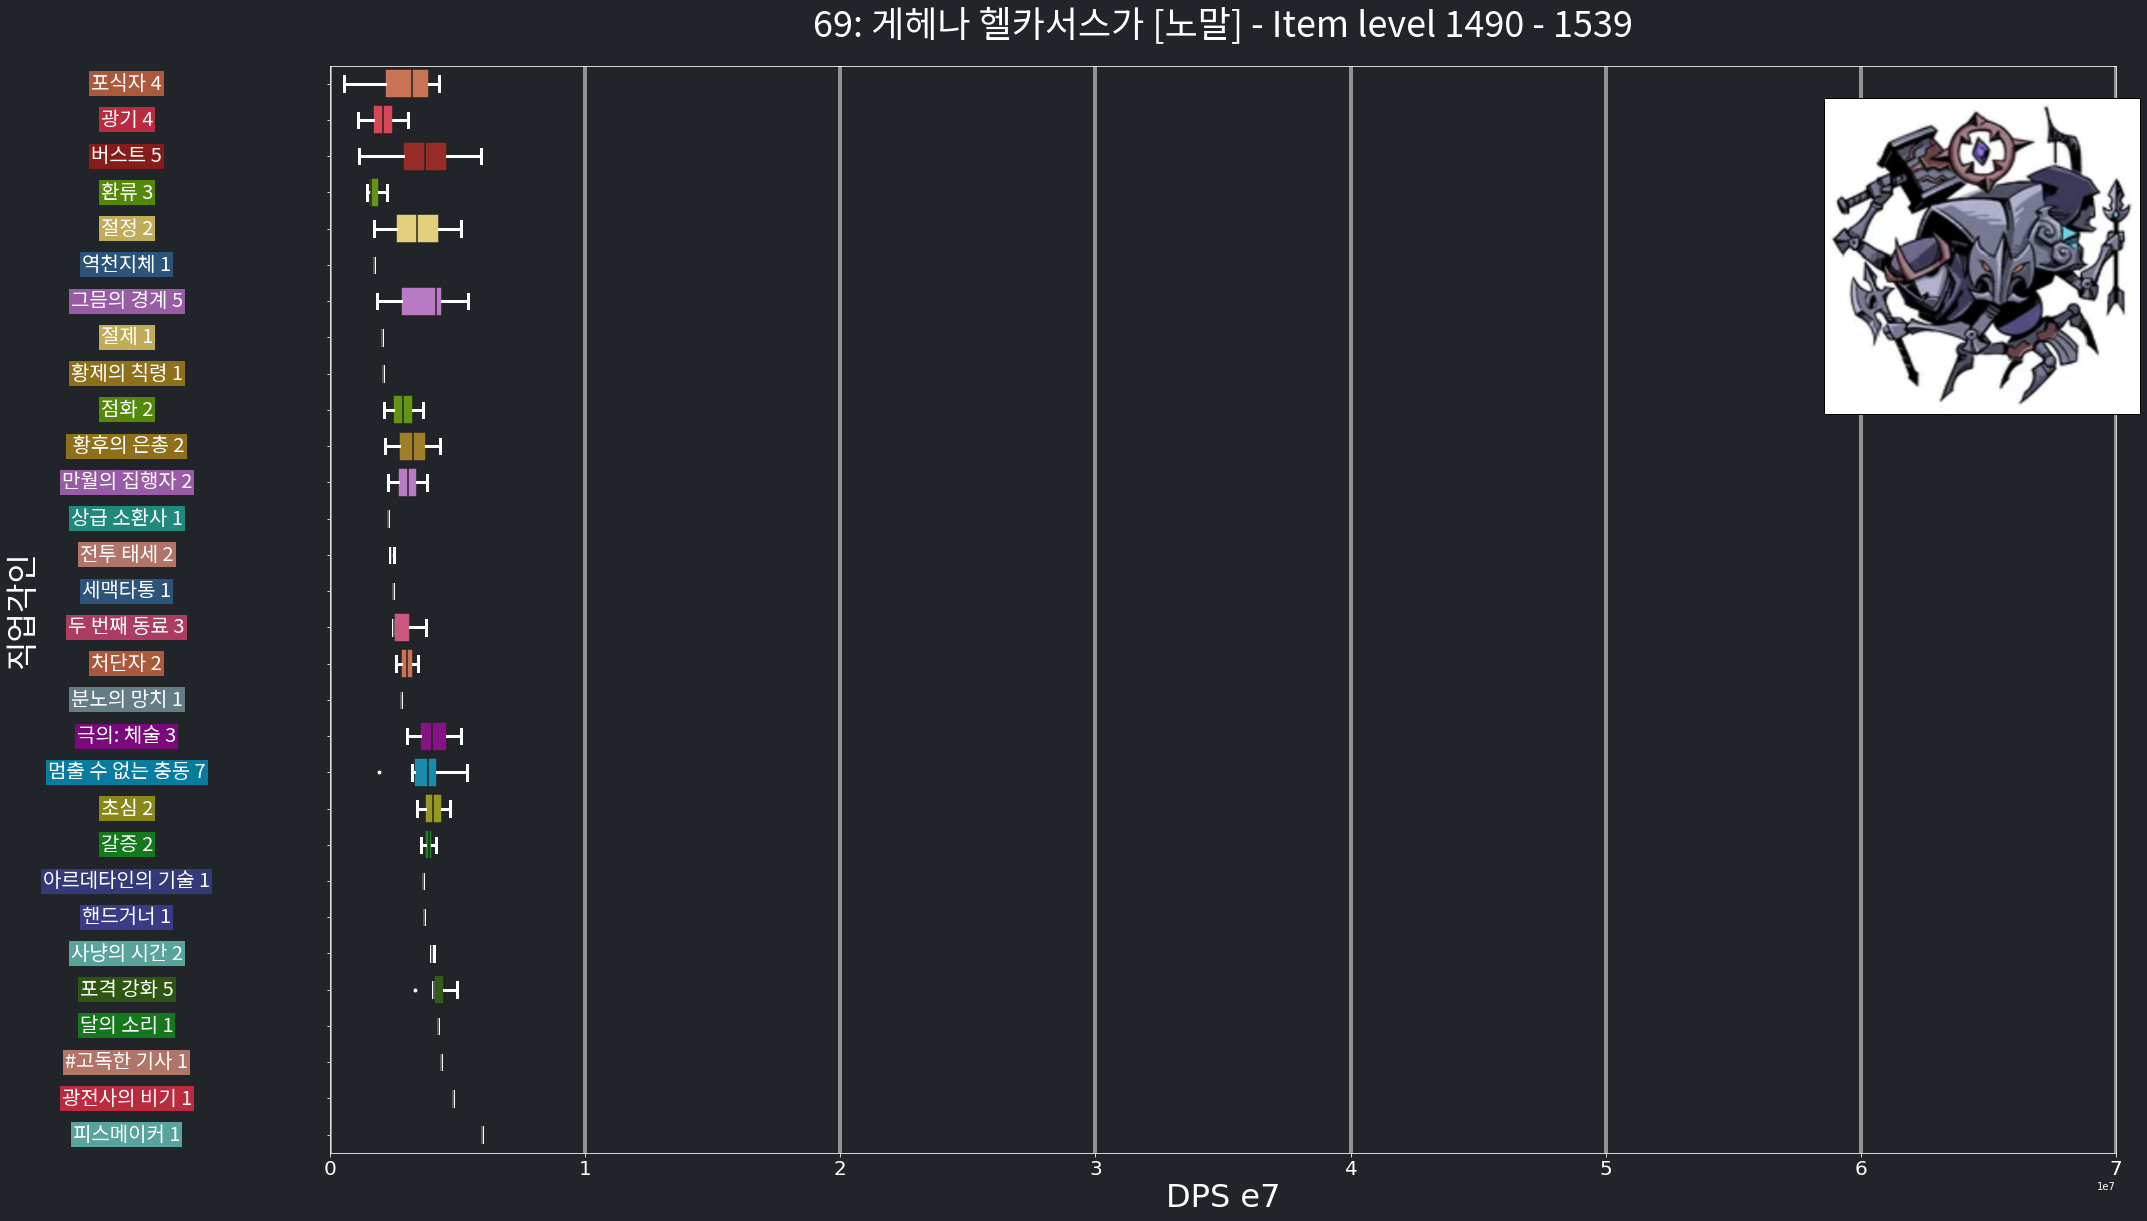 69: 게헤나 헬카서스가 [노말] - Item level 1490 - 1539
포식자 4
광기 4
버스트 5
환류 3
절정 2
역천지체 1
그믐의 경계 5
절제 1
황제의 칙령 1
점화 2
황후의 은총 2
만월의 집행자 2
상급 소환사 1
전투 태세 2
세맥타통 1
두 번째 동료 3
처단자 2
분노의 망치 1
극의: 체술 3
멈출 수 없는 충동 7
초심 2
갈증 2
아르데타인의 기술 1
핸드거너 1
사냥의 시간 2
포격 강화 5
달의 소리 1
#고독한 기사 1
광전사의 비기 1
피스메이커 1
직업각인
0 1 2 3 4 5 6 7
1e7
DPS e7